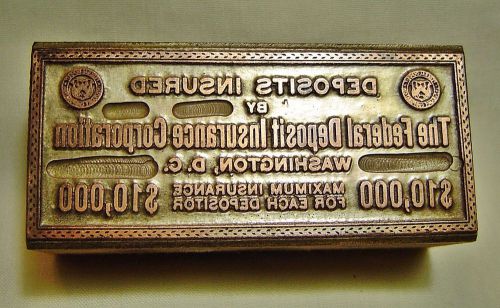 DEPOSITS INSURED
BY
The Federal Deposit Insurance Corporation
WASHINGTON, D. C.
$10,000 MAXIMUM INSURANCE FOR EACH DEPOSITOR $10,000